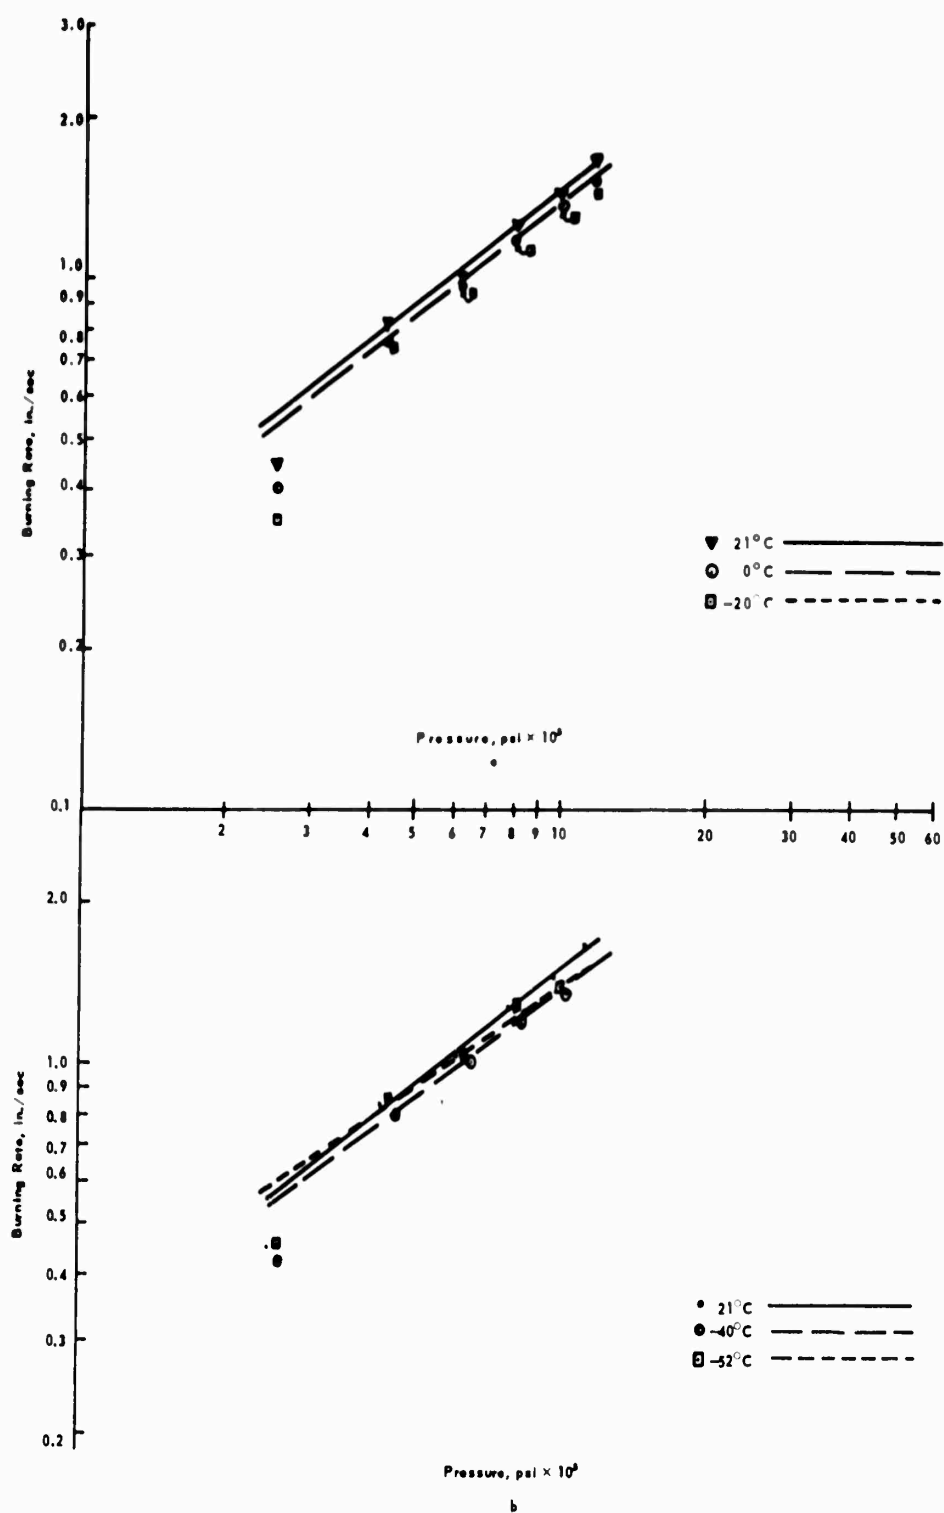 3.0
2.0
1.0
0.9
0.8
0.7
0.6
0.5
0.4
0.3
0.2
0.1
Burning Rate, in./sec
▼ 21°C
0°C
-20°C
Pressure, psi × 10³
2 3 4 5 6 7 8 9 10 20 30 40 50 60
2.0
1.0
0.9
0.8
0.7
0.6
0.5
0.4
0.3
0.2
Burning Rate, in./sec
21°C
-40°C
-52°C
Pressure, psi × 10³
b